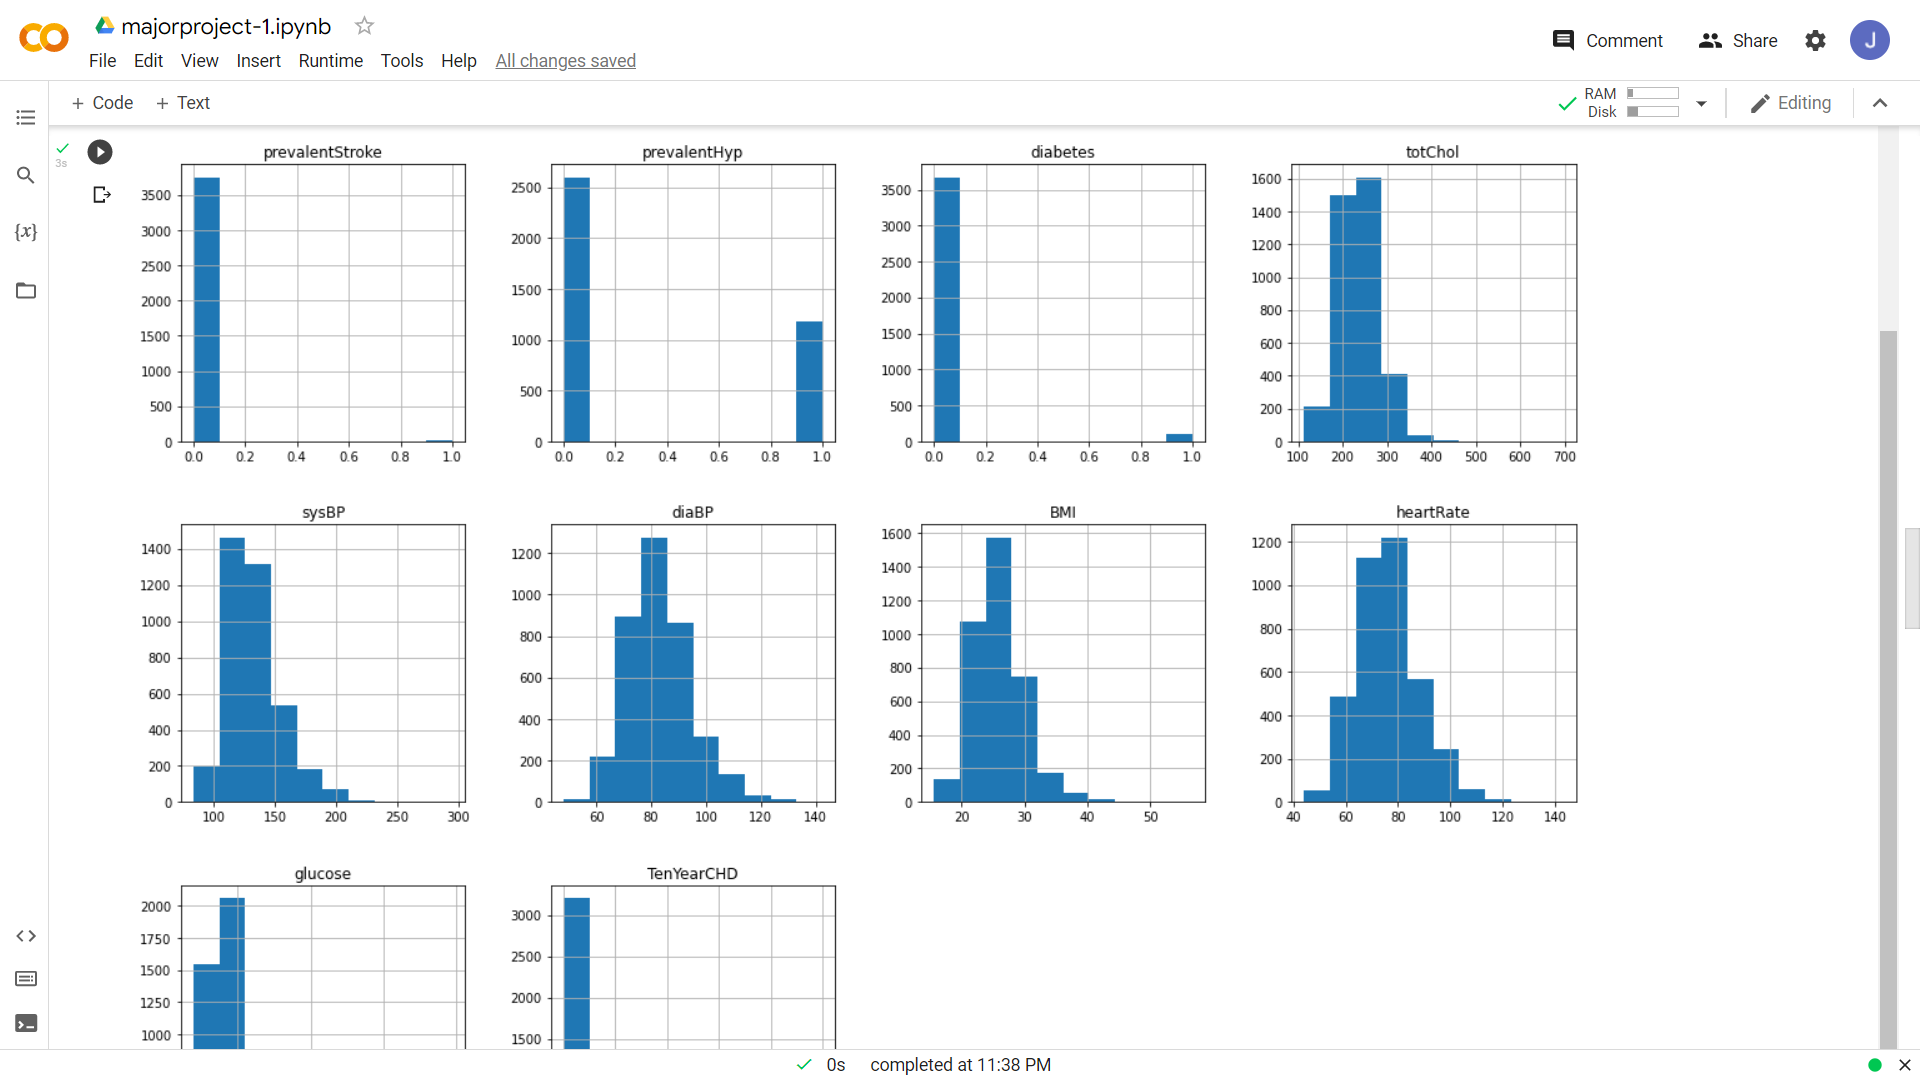 majorproject-1.ipynb
File Edit View Insert Runtime Tools Help All changes saved
Comment Share J
+ Code + Text
RAM
Disk
Editing
3s
{x}
prevalentStroke
3500
3000
2500
2000
1500
1000
500
0
0.0 0.2 0.4 0.6 0.8 1.0
prevalentHyp
2500
2000
1500
1000
500
0
0.0 0.2 0.4 0.6 0.8 1.0
diabetes
3500
3000
2500
2000
1500
1000
500
0
0.0 0.2 0.4 0.6 0.8 1.0
totChol
1600
1400
1200
1000
800
600
400
200
0
100 200 300 400 500 600 700
sysBP
1400
1200
1000
800
600
400
200
0
100 150 200 250 300
diaBP
1200
1000
800
600
400
200
0
60 80 100 120 140
BMI
1600
1400
1200
1000
800
600
400
200
0
20 30 40 50
heartRate
1200
1000
800
600
400
200
0
40 60 80 100 120 140
glucose
2000
1750
1500
1250
1000
TenYearCHD
3000
2500
2000
1500
0s completed at 11:38 PM